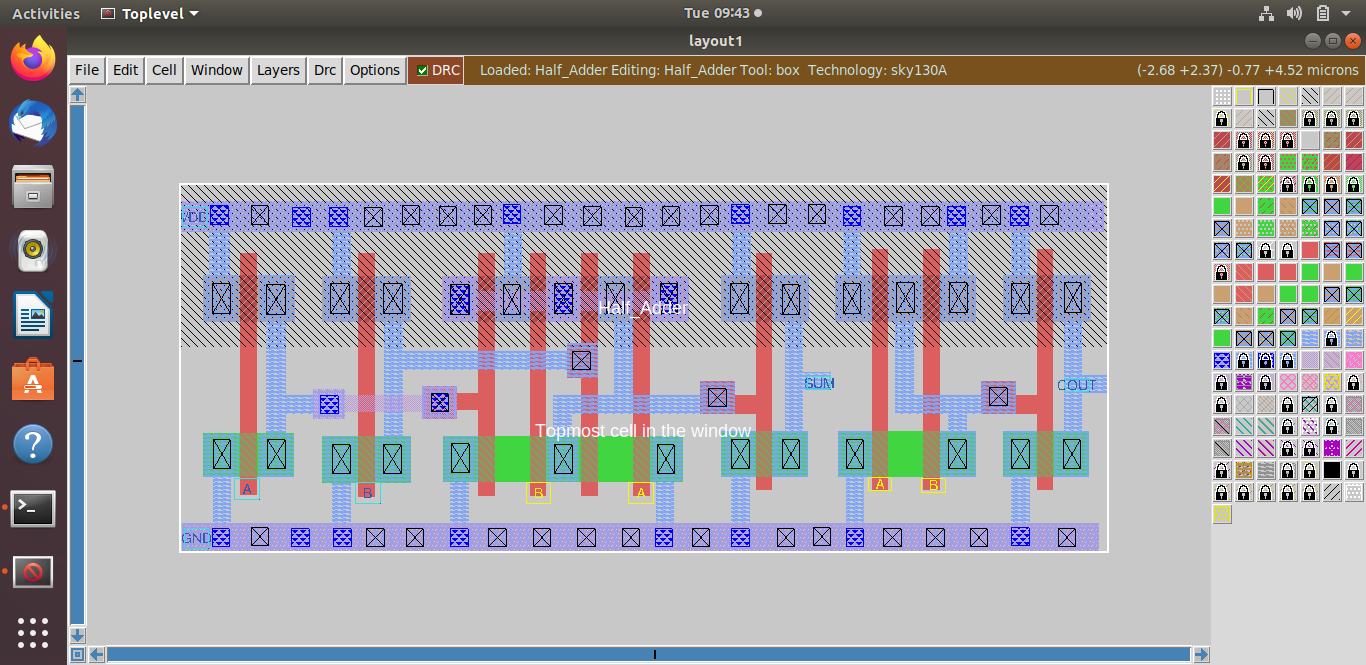 Activities Toplevel Tue 09:43
layout1
File Edit Cell Window Layers Drc Options DRC Loaded: Half_Adder Editing: Half_Adder Tool: box Technology: sky130A (-2.68 +2.37) -0.77 +4.52 microns
VDD
Half_Adder
SUM COUT
Topmost cell in the window
A B B A A B
GND